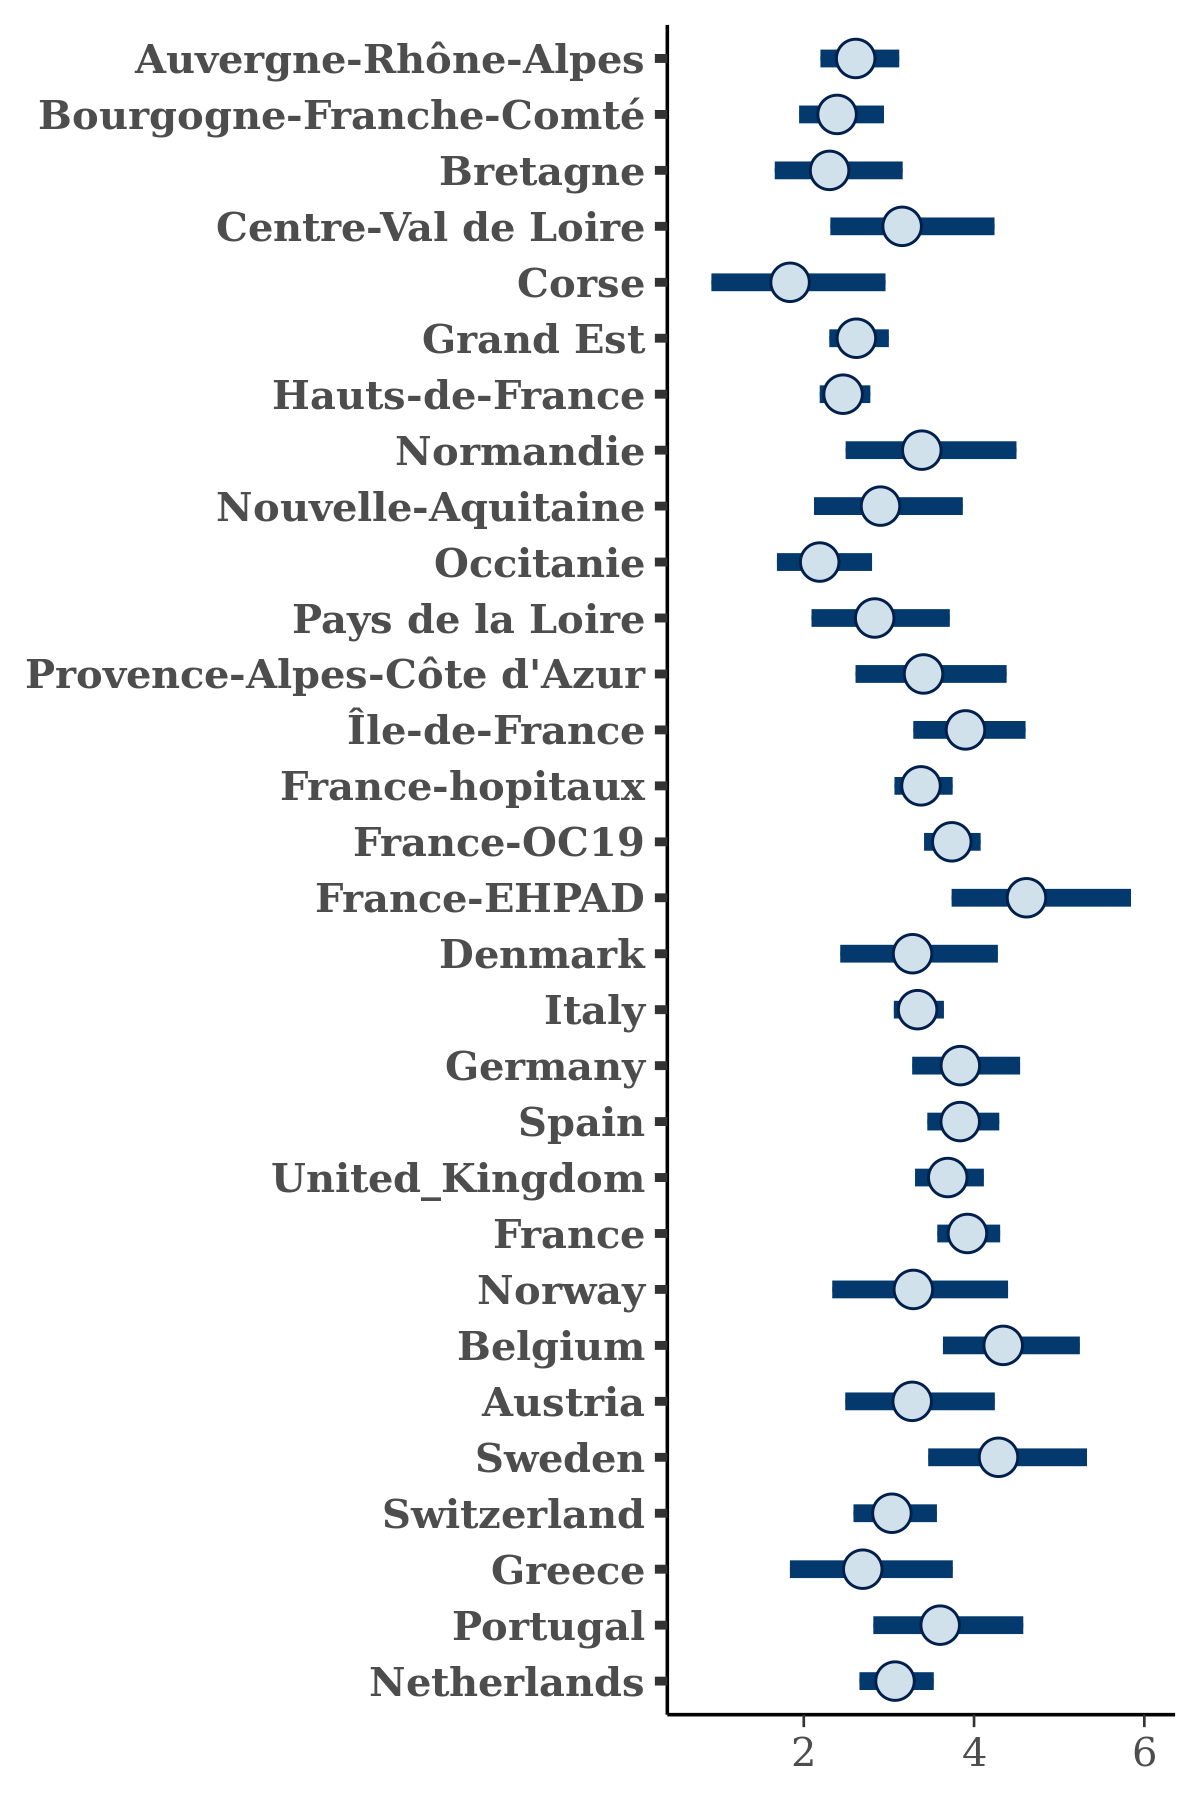 Auvergne-Rhône-Alpes
Bourgogne-Franche-Comté
Bretagne
Centre-Val de Loire
Corse
Grand Est
Hauts-de-France
Normandie
Nouvelle-Aquitaine
Occitanie
Pays de la Loire
Provence-Alpes-Côte d'Azur
Île-de-France
France-hopitaux
France-OC19
France-EHPAD
Denmark
Italy
Germany
Spain
United_Kingdom
France
Norway
Belgium
Austria
Sweden
Switzerland
Greece
Portugal
Netherlands
2 4 6